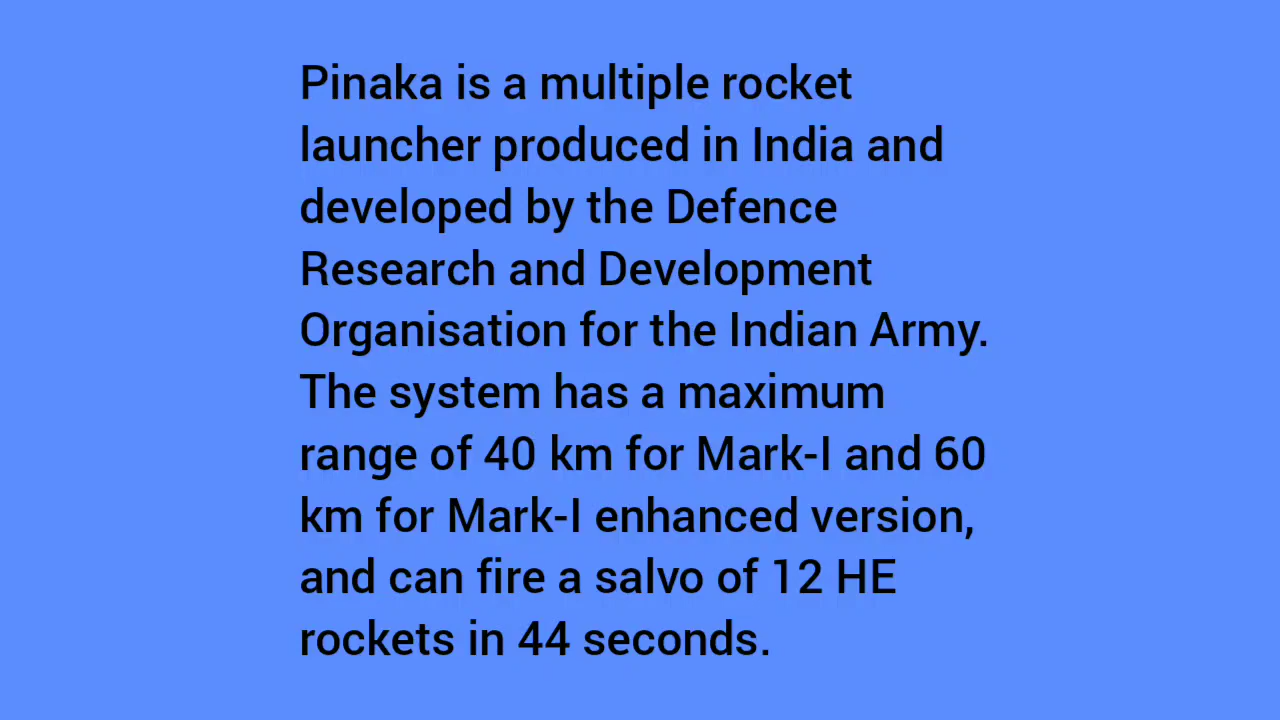 Pinaka is a multiple rocket
launcher produced in India and
developed by the Defence
Research and Development
Organisation for the Indian Army.
The system has a maximum
range of 40 km for Mark-I and 60
km for Mark-I enhanced version,
and can fire a salvo of 12 HE
rockets in 44 seconds.